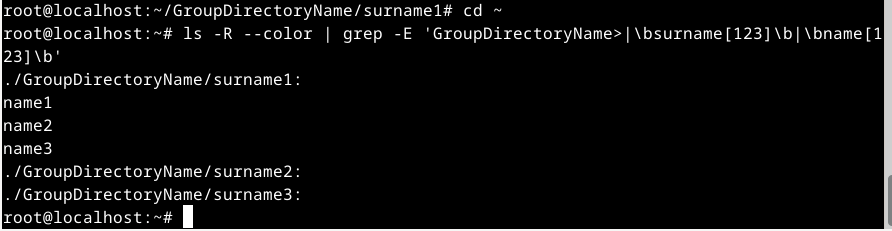 root@localhost:~/GroupDirectoryName/surname1# cd ~
root@localhost:~# ls -R --color | grep -E 'GroupDirectoryName>|\bsurname[123]\b|\bname[1
23]\b'
./GroupDirectoryName/surname1:
name1
name2
name3
./GroupDirectoryName/surname2:
./GroupDirectoryName/surname3:
root@localhost:~#